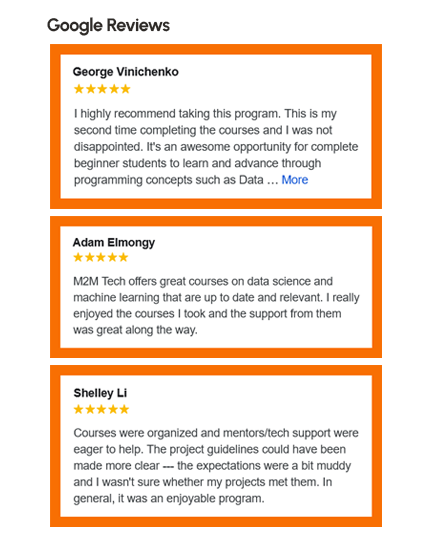 Google Reviews
George Vinichenko
I highly recommend taking this program. This is my
second time completing the courses and I was not
disappointed. It's an awesome opportunity for complete
beginner students to learn and advance through
programming concepts such as Data … More
Adam Elmongy
M2M Tech offers great courses on data science and
machine learning that are up to date and relevant. I really
enjoyed the courses I took and the support from them
was great along the way.
Shelley Li
Courses were organized and mentors/tech support were
eager to help. The project guidelines could have been
made more clear --- the expectations were a bit muddy
and I wasn't sure whether my projects met them. In
general, it was an enjoyable program.